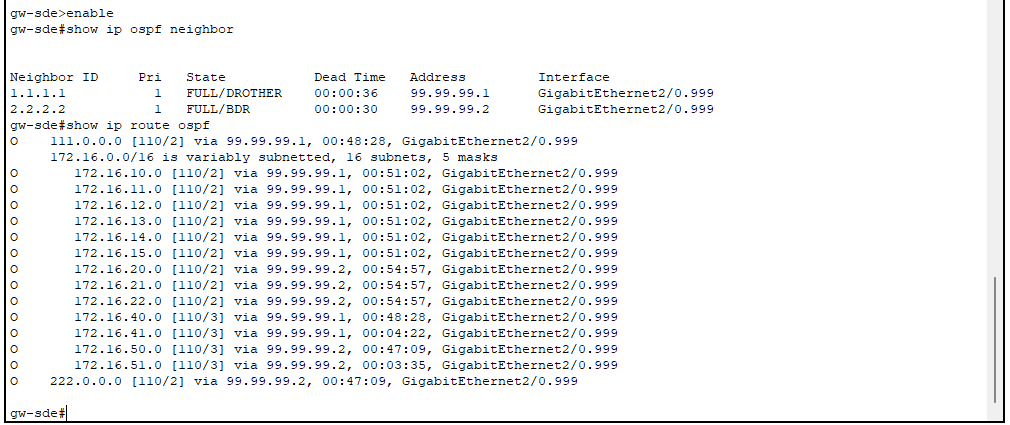 gw-sde>enable
gw-sde#show ip ospf neighbor
Neighbor ID     Pri   State           Dead Time   Address         Interface
1.1.1.1           1   FULL/DROTHER    00:00:36    99.99.99.1      GigabitEthernet2/0.999
2.2.2.2           1   FULL/BDR        00:00:30    99.99.99.2      GigabitEthernet2/0.999
gw-sde#show ip route ospf
O    111.0.0.0 [110/2] via 99.99.99.1, 00:48:28, GigabitEthernet2/0.999
     172.16.0.0/16 is variably subnetted, 16 subnets, 5 masks
O       172.16.10.0 [110/2] via 99.99.99.1, 00:51:02, GigabitEthernet2/0.999
O       172.16.11.0 [110/2] via 99.99.99.1, 00:51:02, GigabitEthernet2/0.999
O       172.16.12.0 [110/2] via 99.99.99.1, 00:51:02, GigabitEthernet2/0.999
O       172.16.13.0 [110/2] via 99.99.99.1, 00:51:02, GigabitEthernet2/0.999
O       172.16.14.0 [110/2] via 99.99.99.1, 00:51:02, GigabitEthernet2/0.999
O       172.16.15.0 [110/2] via 99.99.99.1, 00:51:02, GigabitEthernet2/0.999
O       172.16.20.0 [110/2] via 99.99.99.2, 00:54:57, GigabitEthernet2/0.999
O       172.16.21.0 [110/2] via 99.99.99.2, 00:54:57, GigabitEthernet2/0.999
O       172.16.22.0 [110/2] via 99.99.99.2, 00:54:57, GigabitEthernet2/0.999
O       172.16.40.0 [110/3] via 99.99.99.1, 00:48:28, GigabitEthernet2/0.999
O       172.16.41.0 [110/3] via 99.99.99.1, 00:04:22, GigabitEthernet2/0.999
O       172.16.50.0 [110/3] via 99.99.99.2, 00:47:09, GigabitEthernet2/0.999
O       172.16.51.0 [110/3] via 99.99.99.2, 00:03:35, GigabitEthernet2/0.999
O    222.0.0.0 [110/2] via 99.99.99.2, 00:47:09, GigabitEthernet2/0.999
gw-sde#